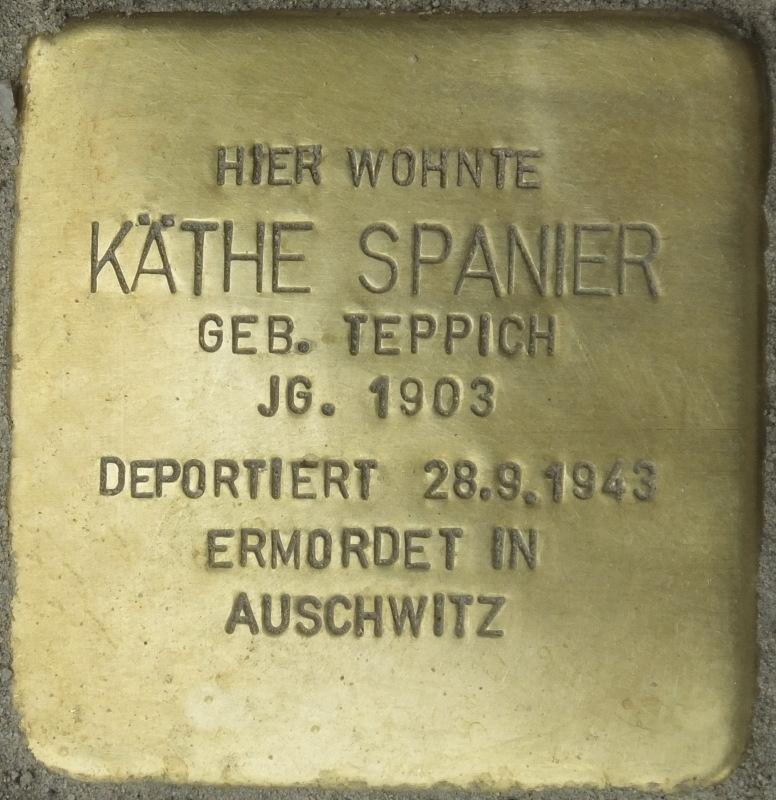 HIER WOHNTE
KÄTHE SPANIER
GEB. TEPPICH
JG. 1903
DEPORTIERT 28.9.1943
ERMORDET IN
AUSCHWITZ